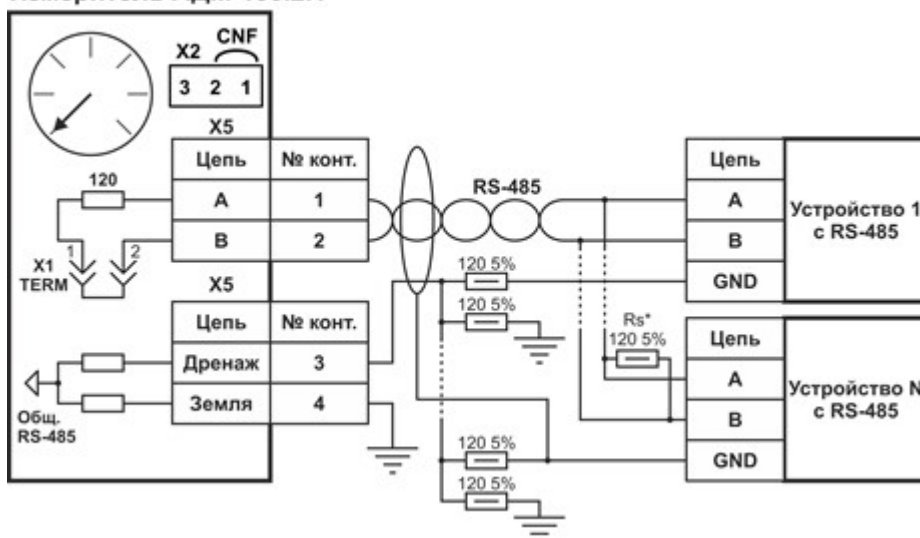 CNF
X2
3 2 1
X5
Цепь № конт.
120
A 1
B 2
1 2
X1
TERM
X5
Цепь № конт.
Дренаж 3
Земля 4
Общ.
RS-485
RS-485
120 5%
120 5%
Rs*
120 5%
120 5%
120 5%
Цепь
A
B
GND
Устройство 1
с RS-485
Цепь
A
B
GND
Устройство N
с RS-485